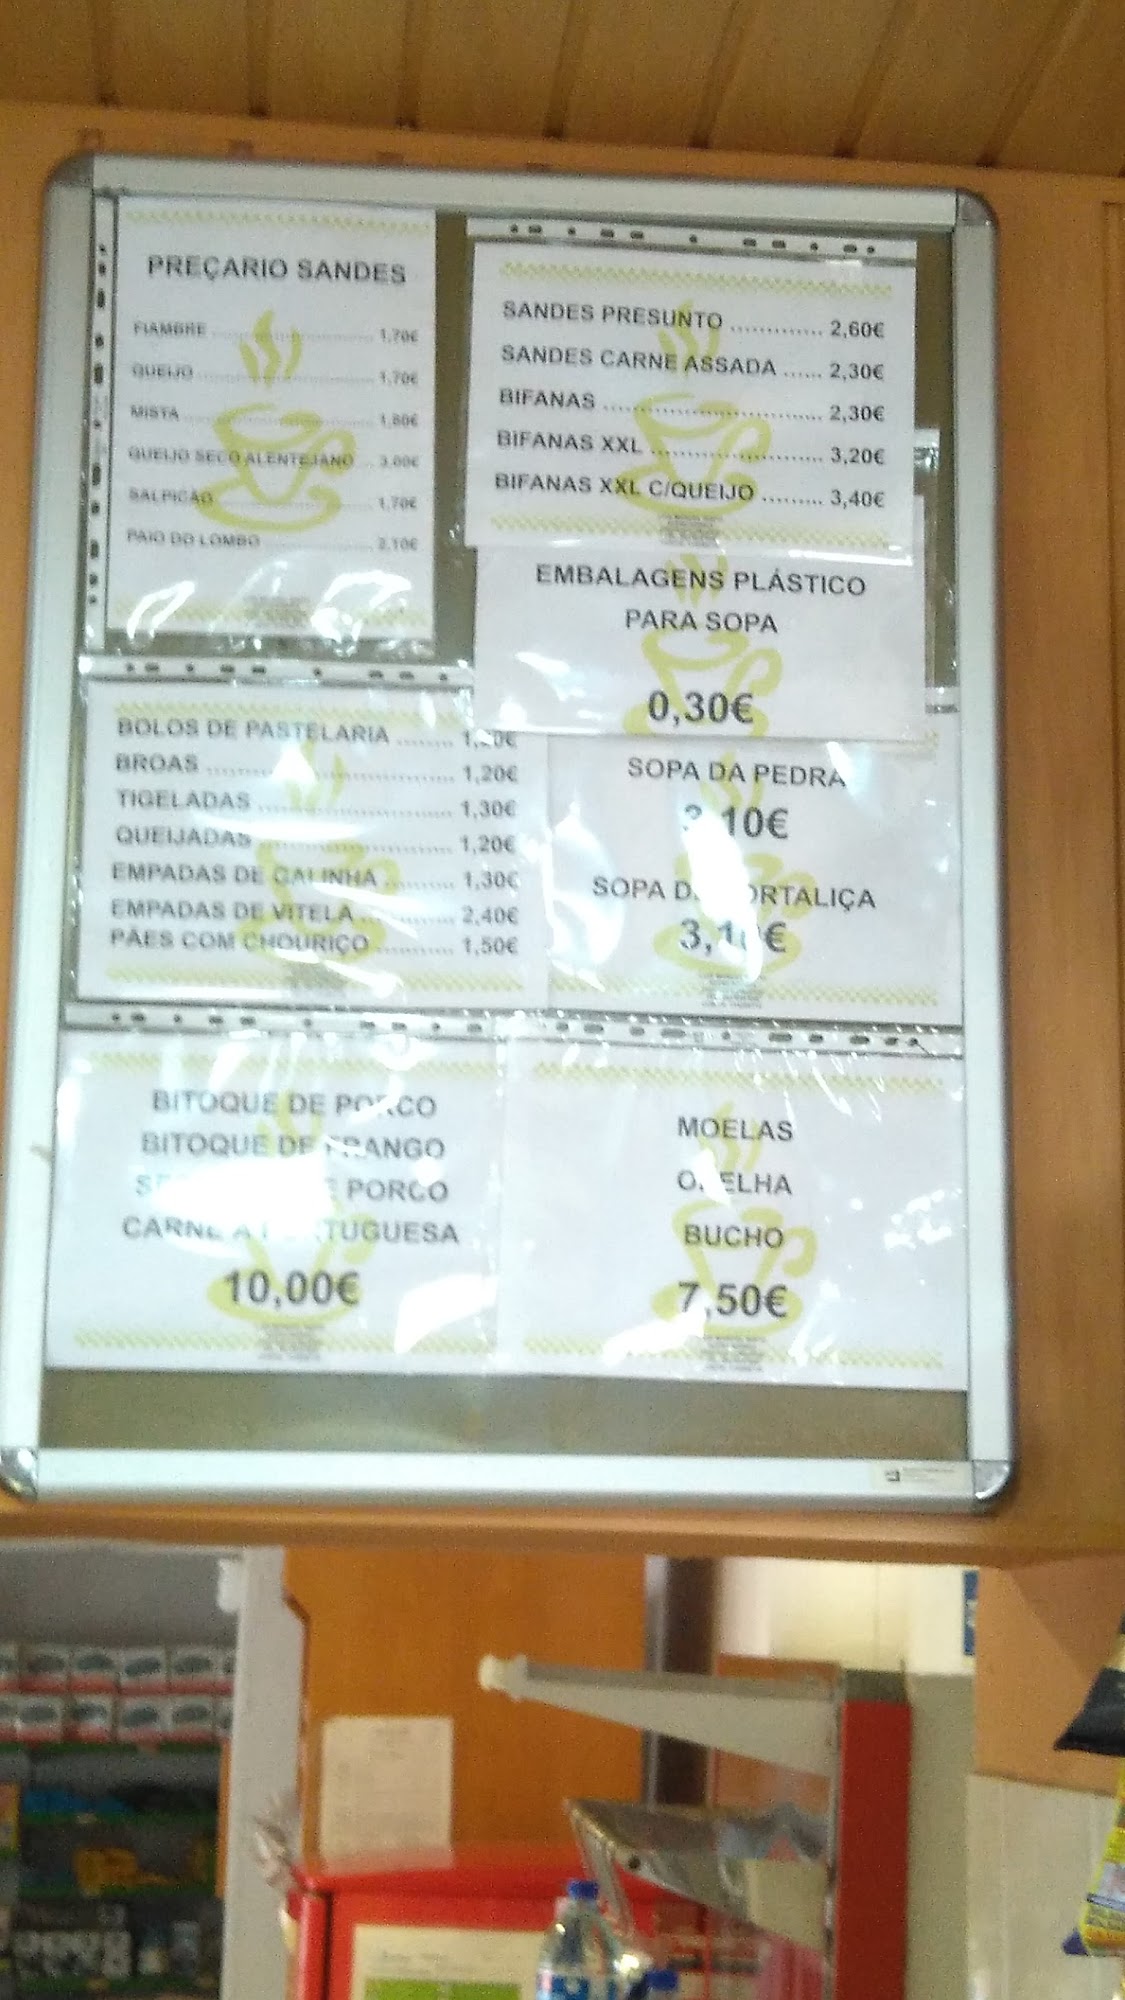 PREÇARIO SANDES
FIAMBRE ........ 1,70€
QUEIJO ........ 1,70€
MISTA ........ 1,80€
QUEIJO SECO ALENTEJANO ... 3,00€
SALPICÃO ........ 1,70€
PAIO DO LOMBO ........ 2,10€
SANDES PRESUNTO ............. 2,60€
SANDES CARNE ASSADA ...... 2,30€
BIFANAS ........ 2,30€
BIFANAS XXL ........ 3,20€
BIFANAS XXL C/QUEIJO ......... 3,40€
EMBALAGENS PLÁSTICO
PARA SOPA
0,30€
BOLOS DE PASTELARIA ........
BROAS ........ 1,20€
TIGELADAS ........ 1,30€
QUEIJADAS ........ 1,20€
EMPADAS DE GALINHA .......... 1,30€
EMPADAS DE VITELA ............. 2,40€
PÃES COM CHOURIÇO ........... 1,50€
SOPA DA PEDRA
3,10€
SOPA
3,10€
BITOQUE DE PORCO
BITOQUE DE FRANGO
PORCO
CARNE À PORTUGUESA
10,00€
MOELAS
ORELHA
BUCHO
7,50€